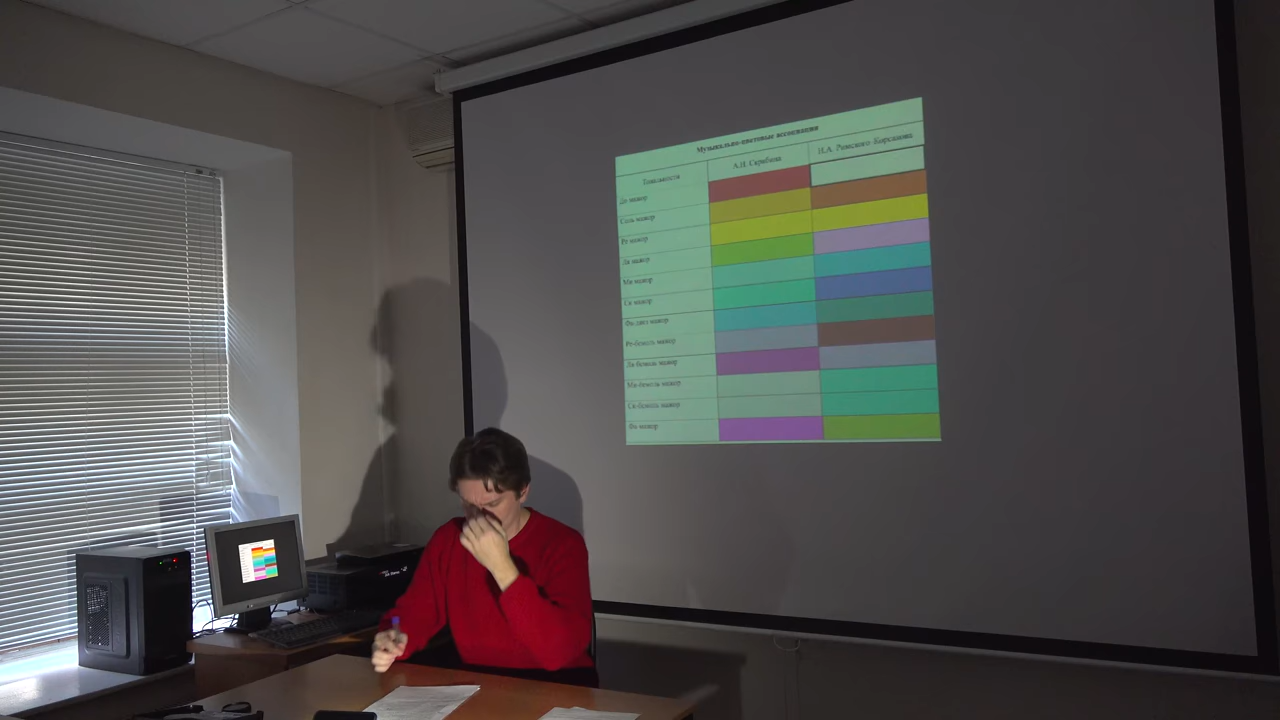 Музыкально-цветовые ассоциации
Тональности
А.Н. Скрябина
Н.А. Римского-Корсакова
До мажор
Соль мажор
Ре мажор
Ля мажор
Ми мажор
Си мажор
Фа-диез мажор
Ре-бемоль мажор
Ля-бемоль мажор
Ми-бемоль мажор
Си-бемоль мажор
Фа мажор